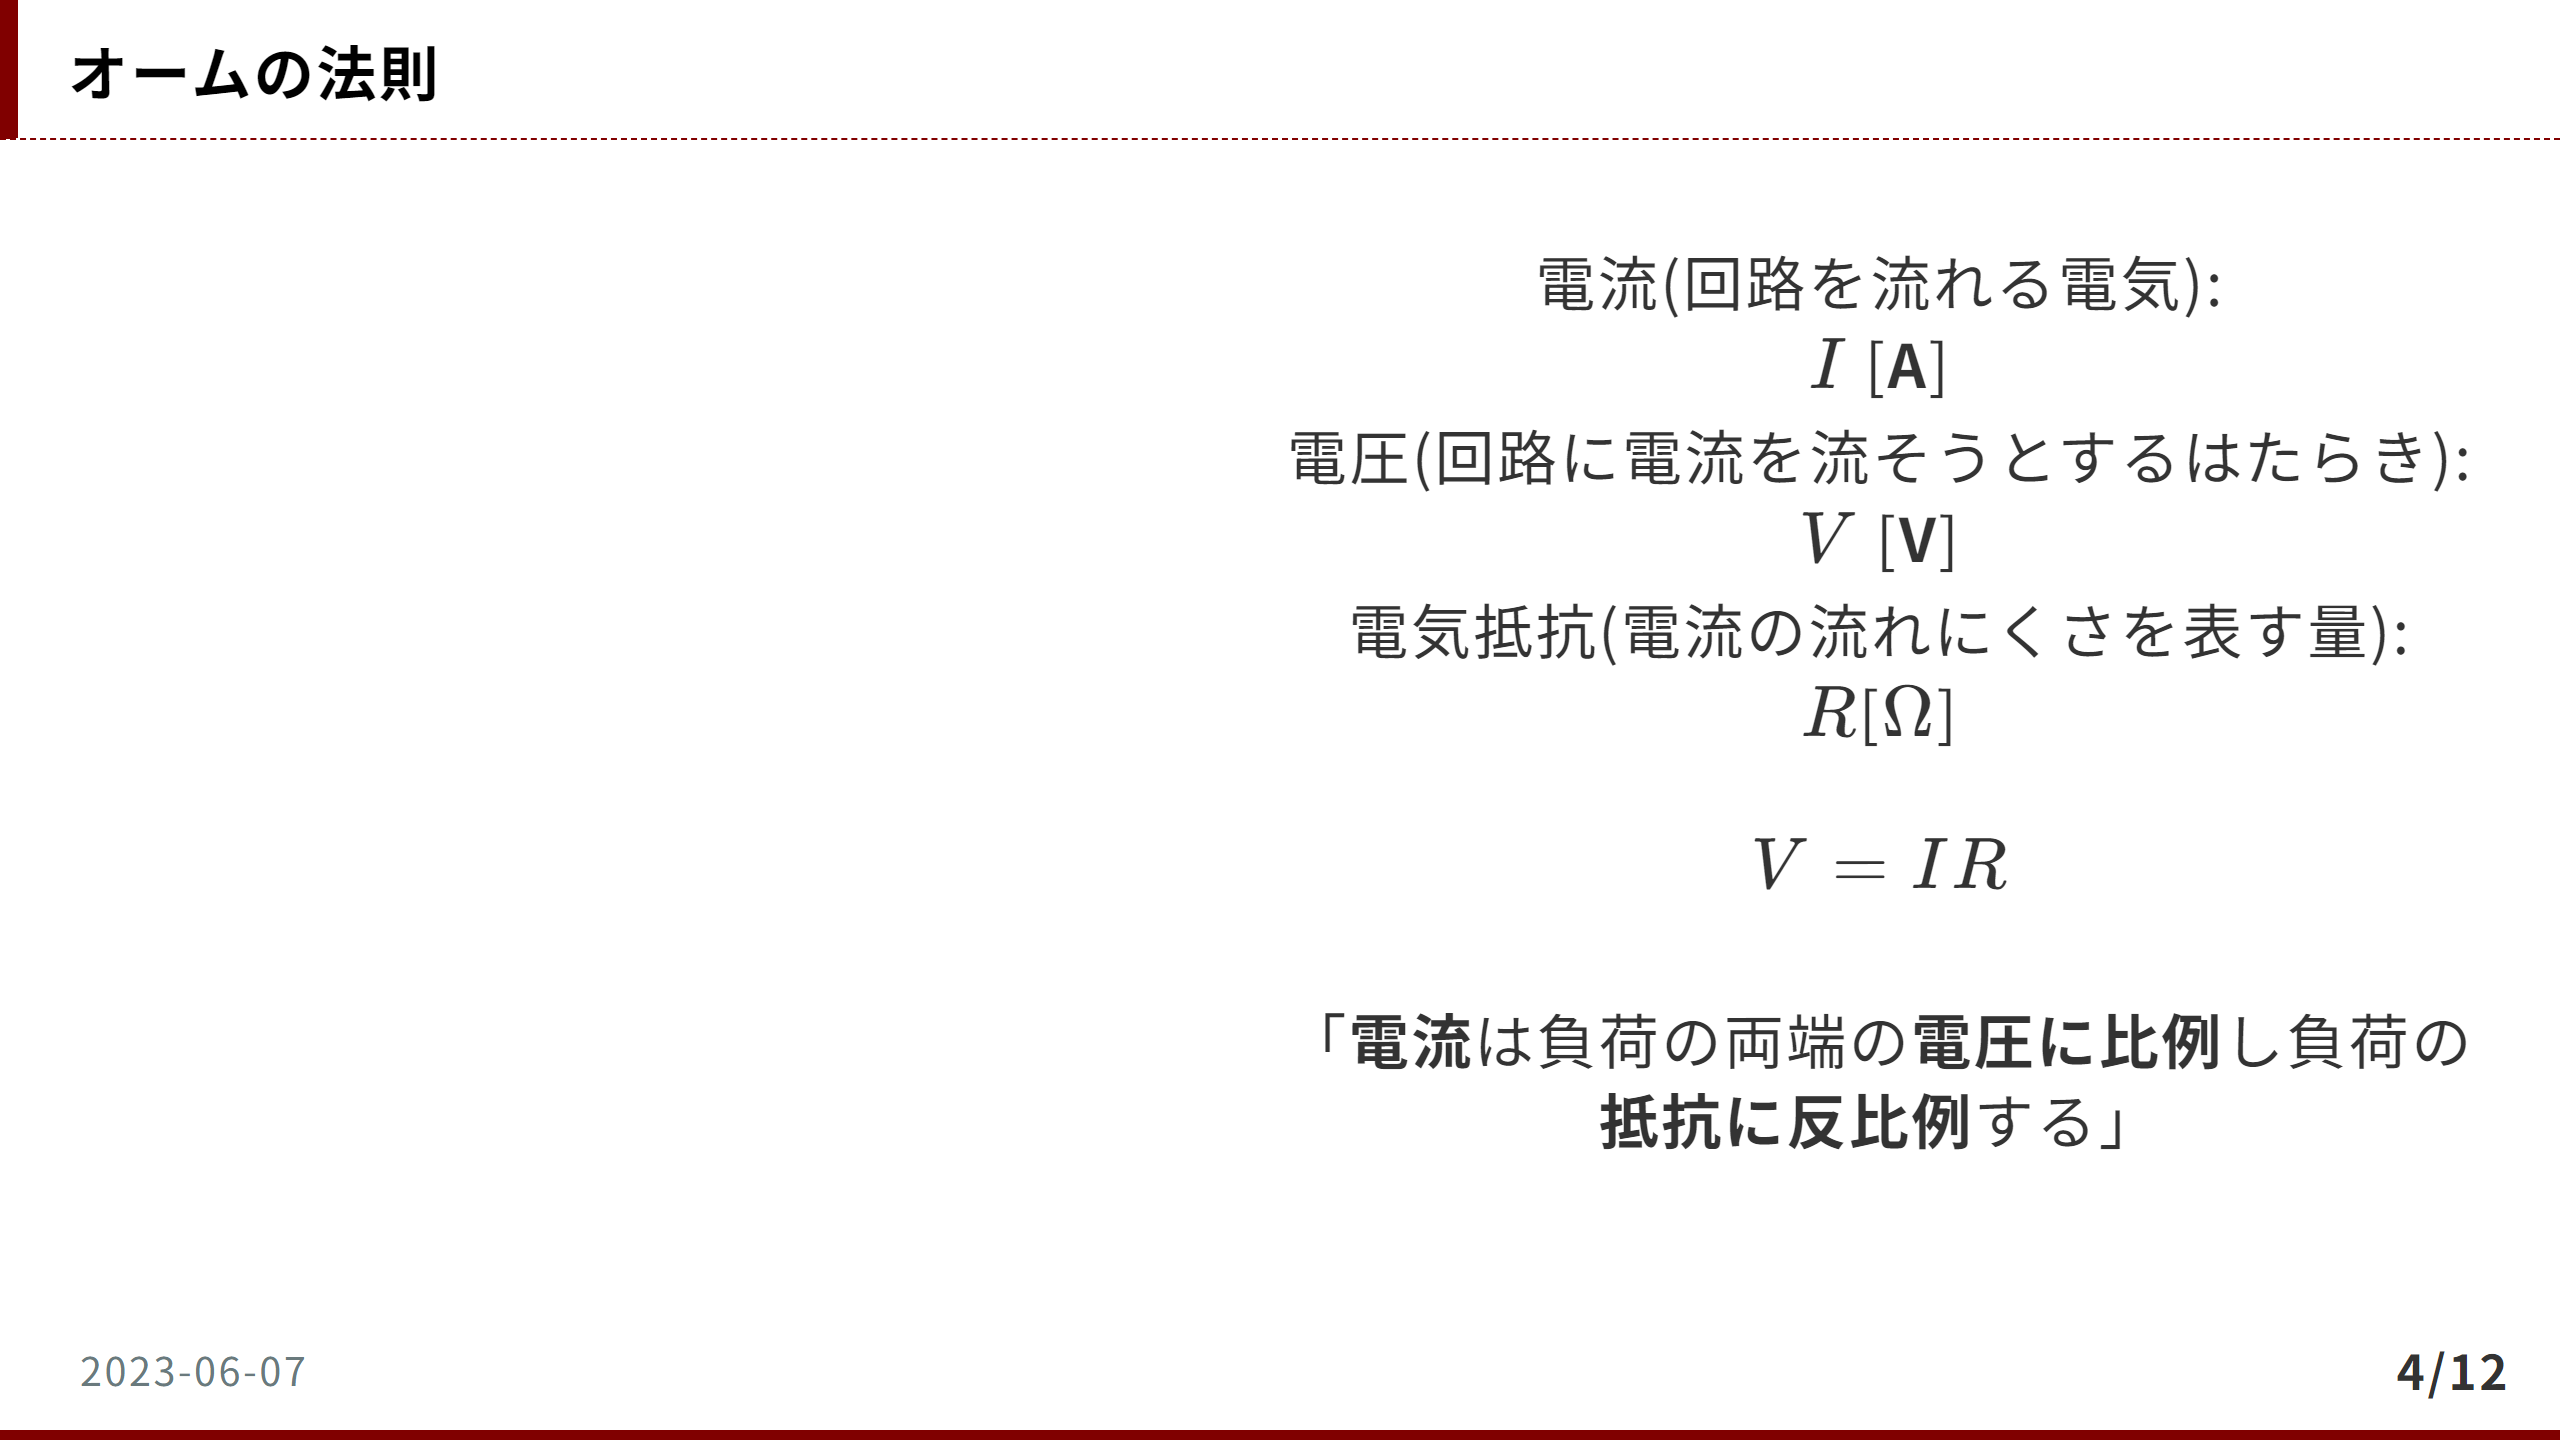 オームの法則
電流(回路を流れる電気):
I [A]
電圧(回路に電流を流そうとするはたらき):
V [V]
電気抵抗(電流の流れにくさを表す量):
R[Ω]
V = IR
「電流は負荷の両端の電圧に比例し負荷の
抵抗に反比例する」
2023-06-07
4/12